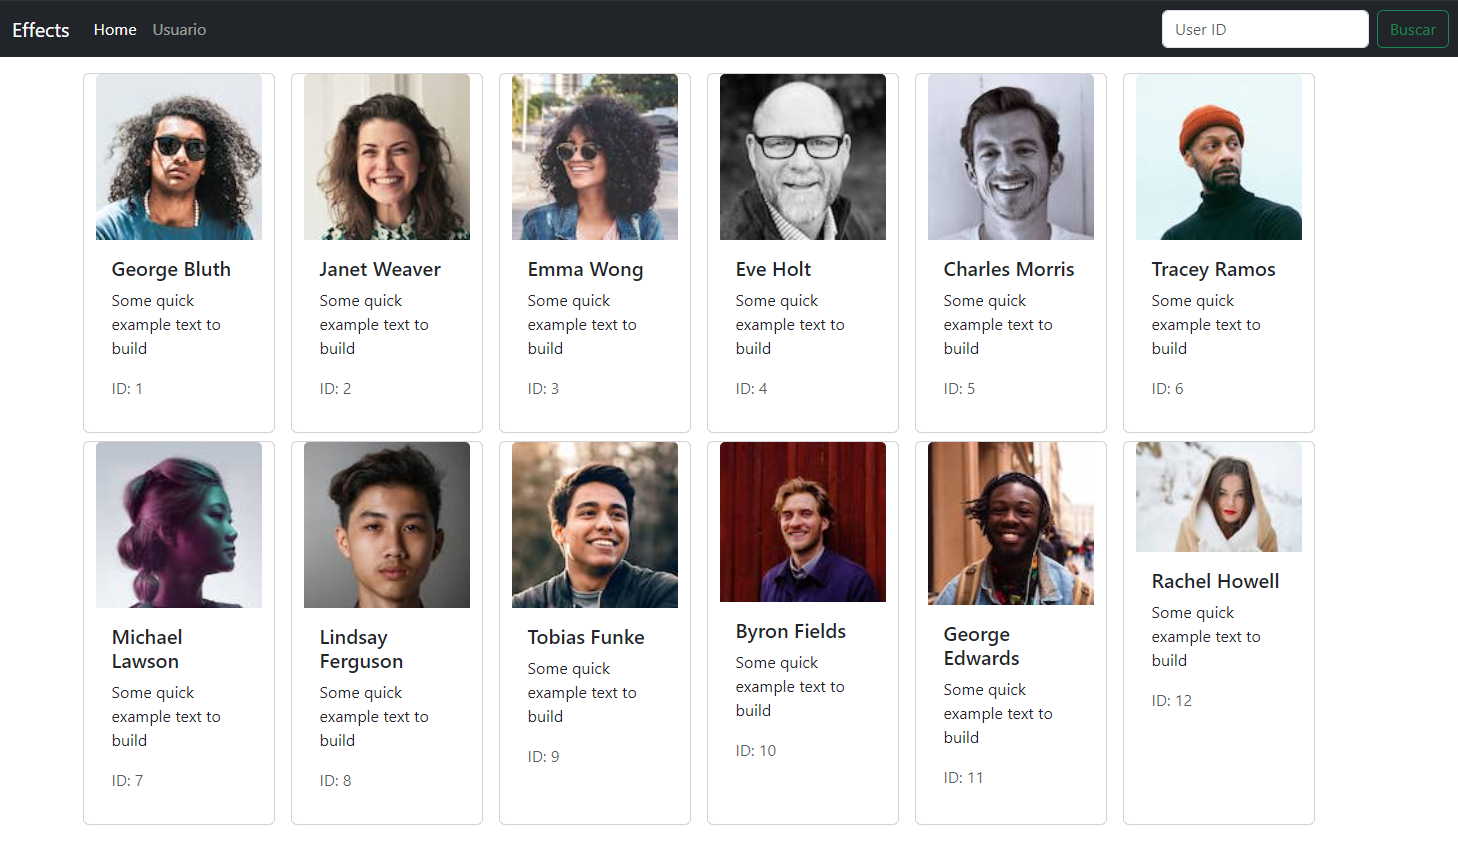 Effects Home Usuario User ID Buscar
George Bluth
Some quick
example text to
build
ID: 1
Janet Weaver
Some quick
example text to
build
ID: 2
Emma Wong
Some quick
example text to
build
ID: 3
Eve Holt
Some quick
example text to
build
ID: 4
Charles Morris
Some quick
example text to
build
ID: 5
Tracey Ramos
Some quick
example text to
build
ID: 6
Michael
Lawson
Some quick
example text to
build
ID: 7
Lindsay
Ferguson
Some quick
example text to
build
ID: 8
Tobias Funke
Some quick
example text to
build
ID: 9
Byron Fields
Some quick
example text to
build
ID: 10
George
Edwards
Some quick
example text to
build
ID: 11
Rachel Howell
Some quick
example text to
build
ID: 12